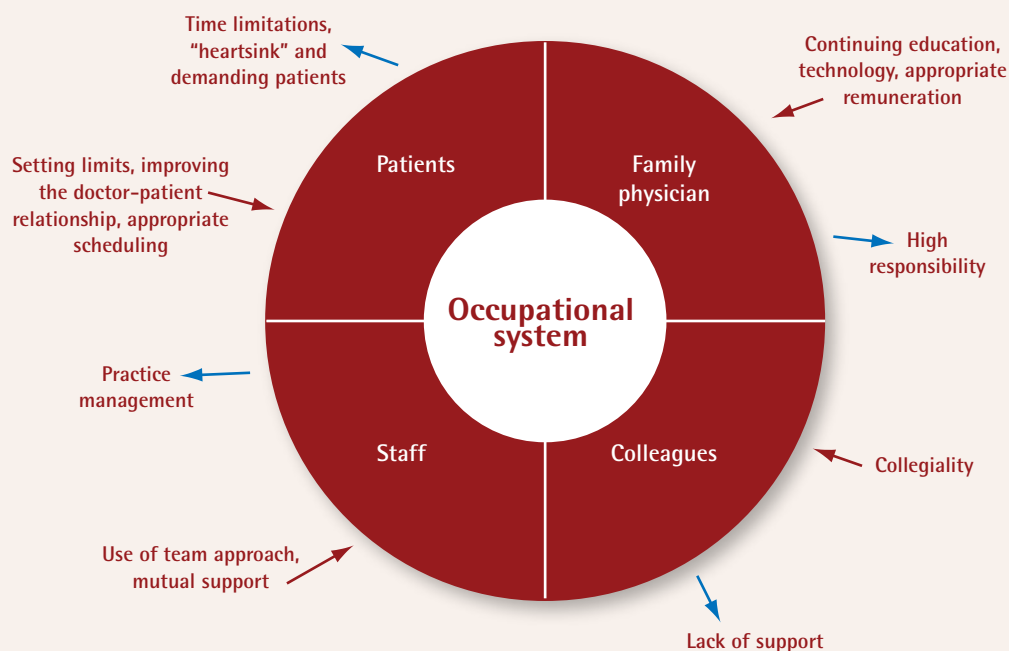 Time limitations,
“heartsink” and
demanding patients
Continuing education,
technology, appropriate
remuneration
Setting limits, improving
the doctor-patient
relationship, appropriate
scheduling
Patients
Family
physician
High
responsibility
Occupational
system
Practice
management
Staff
Colleagues
Collegiality
Use of team approach,
mutual support
Lack of support